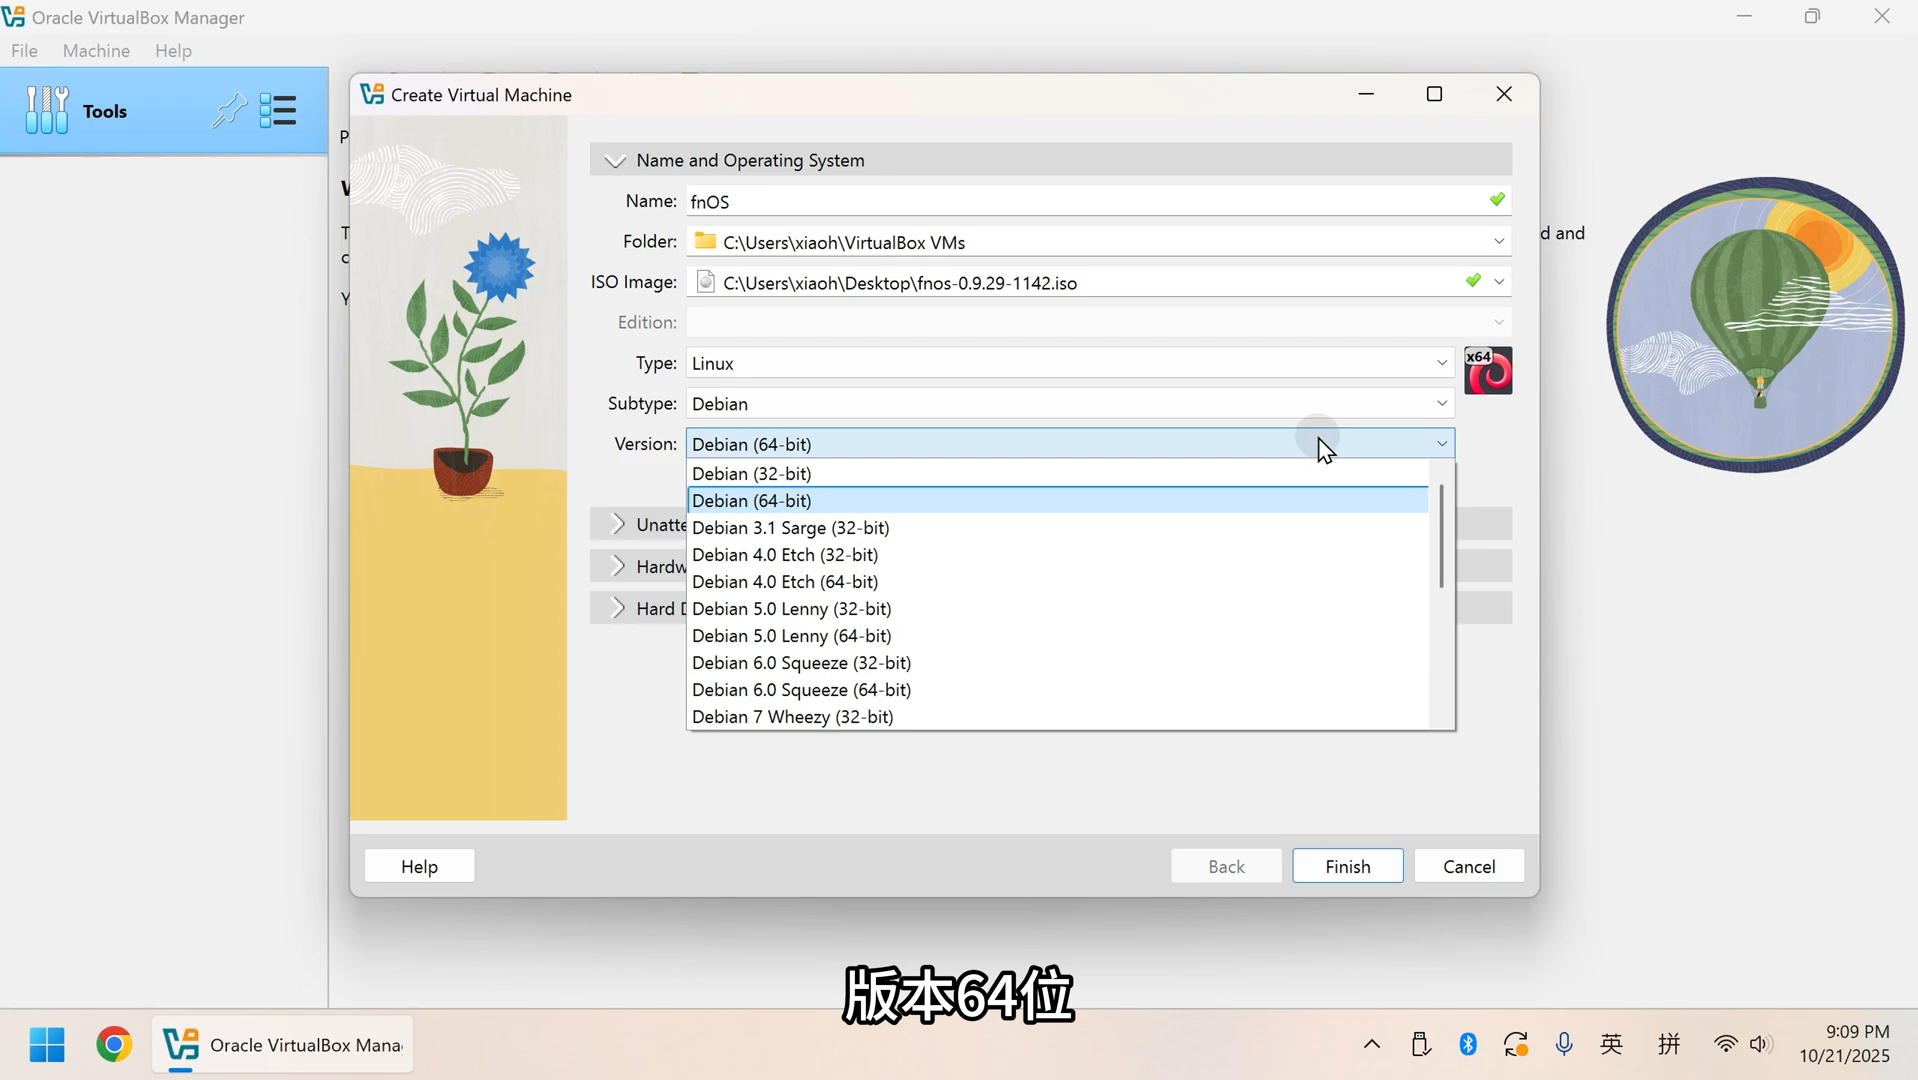 Oracle VirtualBox Manager
File Machine Help
Tools
Create Virtual Machine
Name and Operating System
Name: fnOS
Folder: C:\Users\xiaoh\VirtualBox VMs
d and
ISO Image: C:\Users\xiaoh\Desktop\fnos-0.9.29-1142.iso
Edition:
Type: Linux
x64
Subtype: Debian
Version: Debian (64-bit)
Debian (32-bit)
Debian (64-bit)
Unatte
Debian 3.1 Sarge (32-bit)
Debian 4.0 Etch (32-bit)
Hardw
Debian 4.0 Etch (64-bit)
Hard D
Debian 5.0 Lenny (32-bit)
Debian 5.0 Lenny (64-bit)
Debian 6.0 Squeeze (32-bit)
Debian 6.0 Squeeze (64-bit)
Debian 7 Wheezy (32-bit)
Help Back Finish Cancel
版本64位
Oracle VirtualBox Mana
英 拼
9:09 PM
10/21/2025